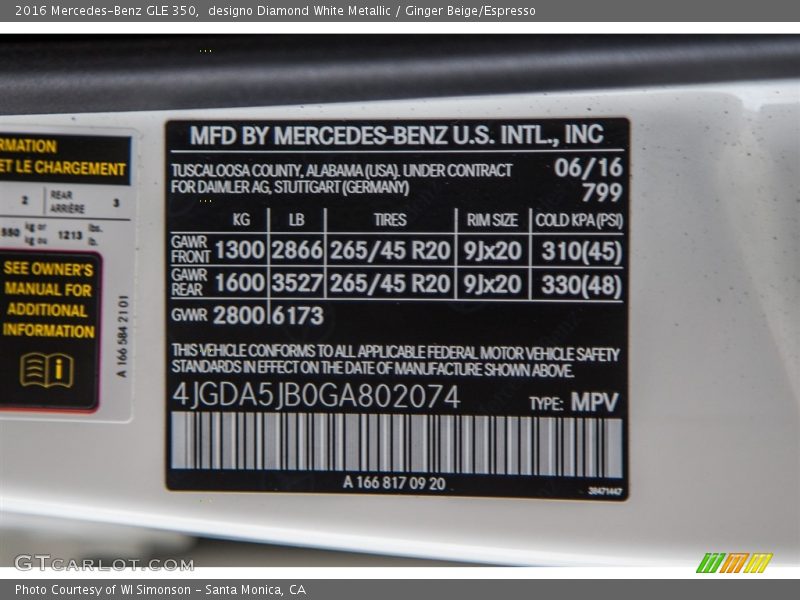 2016 Mercedes-Benz GLE 350, designo Diamond White Metallic / Ginger Beige/Espresso
RMATION
ET LE CHARGEMENT
2 REAR ARRIÈRE 3
550 kg or kg ou 1213 lbs. lb.
SEE OWNER'S
MANUAL FOR
ADDITIONAL
INFORMATION
A 166 584 21 01
MFD BY MERCEDES-BENZ U.S. INTL., INC
TUSCALOOSA COUNTY, ALABAMA (USA). UNDER CONTRACT 06/16
FOR DAIMLER AG, STUTTGART (GERMANY) 799
KG LB TIRES RIM SIZE COLD KPA (PSI)
GAWR FRONT 1300 2866 265/45 R20 9Jx20 310(45)
GAWR REAR 1600 3527 265/45 R20 9Jx20 330(48)
GVWR 2800 6173
THIS VEHICLE CONFORMS TO ALL APPLICABLE FEDERAL MOTOR VEHICLE SAFETY
STANDARDS IN EFFECT ON THE DATE OF MANUFACTURE SHOWN ABOVE.
4JGDA5JB0GA802074 TYPE: MPV
A 166 817 09 20
38471447
GTCARLOT.COM
Photo Courtesy of WI Simonson - Santa Monica, CA